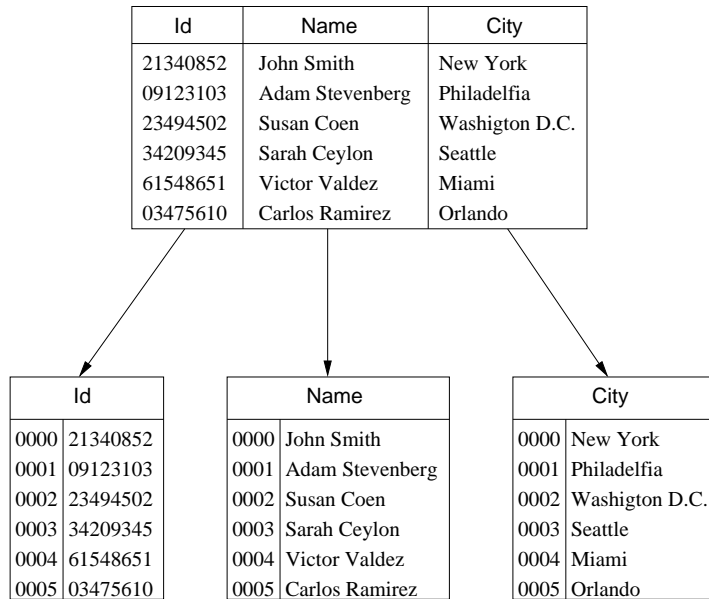 Id Name City
21340852 John Smith New York
09123103 Adam Stevenberg Philadelfia
23494502 Susan Coen Washigton D.C.
34209345 Sarah Ceylon Seattle
61548651 Victor Valdez Miami
03475610 Carlos Ramirez Orlando
Id
0000 21340852
0001 09123103
0002 23494502
0003 34209345
0004 61548651
0005 03475610
Name
0000 John Smith
0001 Adam Stevenberg
0002 Susan Coen
0003 Sarah Ceylon
0004 Victor Valdez
0005 Carlos Ramirez
City
0000 New York
0001 Philadelfia
0002 Washigton D.C.
0003 Seattle
0004 Miami
0005 Orlando